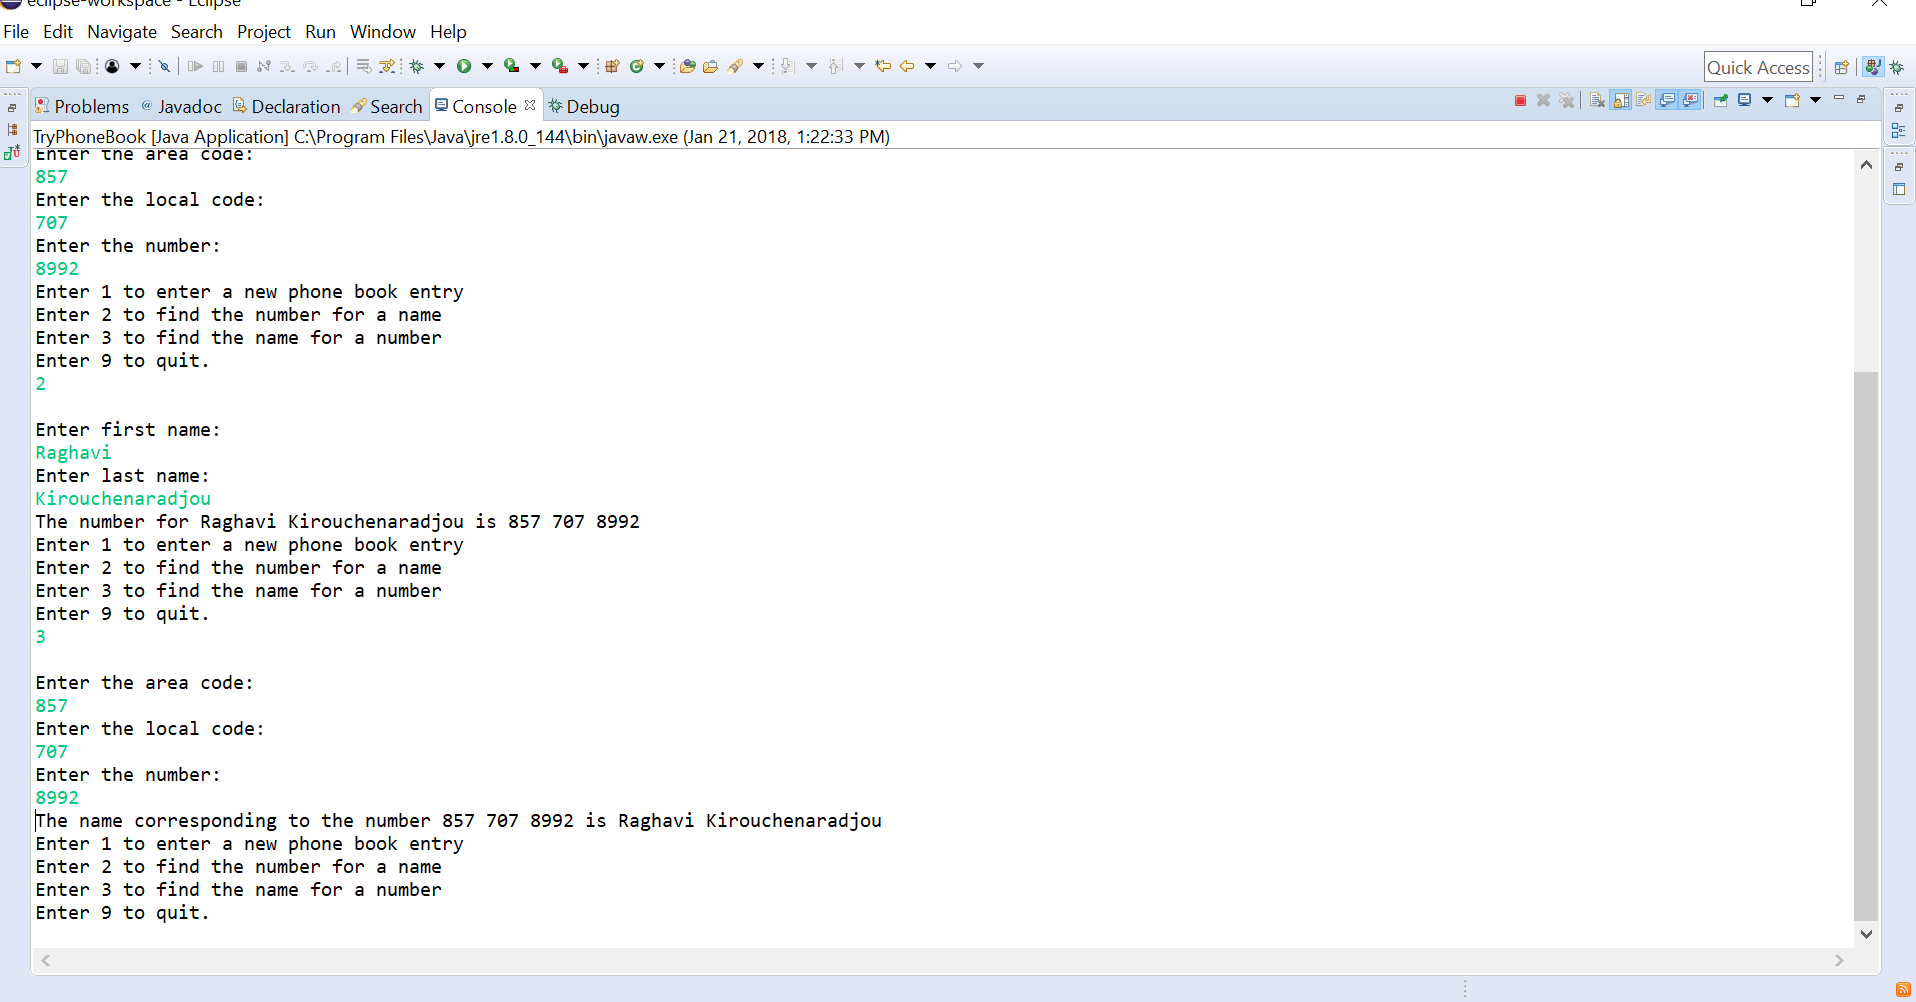 eclipse-workspace - Eclipse
File Edit Navigate Search Project Run Window Help
Quick Access
Problems @ Javadoc Declaration Search Console Debug
TryPhoneBook [Java Application] C:\Program Files\Java\jre1.8.0_144\bin\javaw.exe (Jan 21, 2018, 1:22:33 PM)
Enter the area code:
857
Enter the local code:
707
Enter the number:
8992
Enter 1 to enter a new phone book entry
Enter 2 to find the number for a name
Enter 3 to find the name for a number
Enter 9 to quit.
2
Enter first name:
Raghavi
Enter last name:
Kirouchenaradjou
The number for Raghavi Kirouchenaradjou is 857 707 8992
Enter 1 to enter a new phone book entry
Enter 2 to find the number for a name
Enter 3 to find the name for a number
Enter 9 to quit.
3
Enter the area code:
857
Enter the local code:
707
Enter the number:
8992
The name corresponding to the number 857 707 8992 is Raghavi Kirouchenaradjou
Enter 1 to enter a new phone book entry
Enter 2 to find the number for a name
Enter 3 to find the name for a number
Enter 9 to quit.